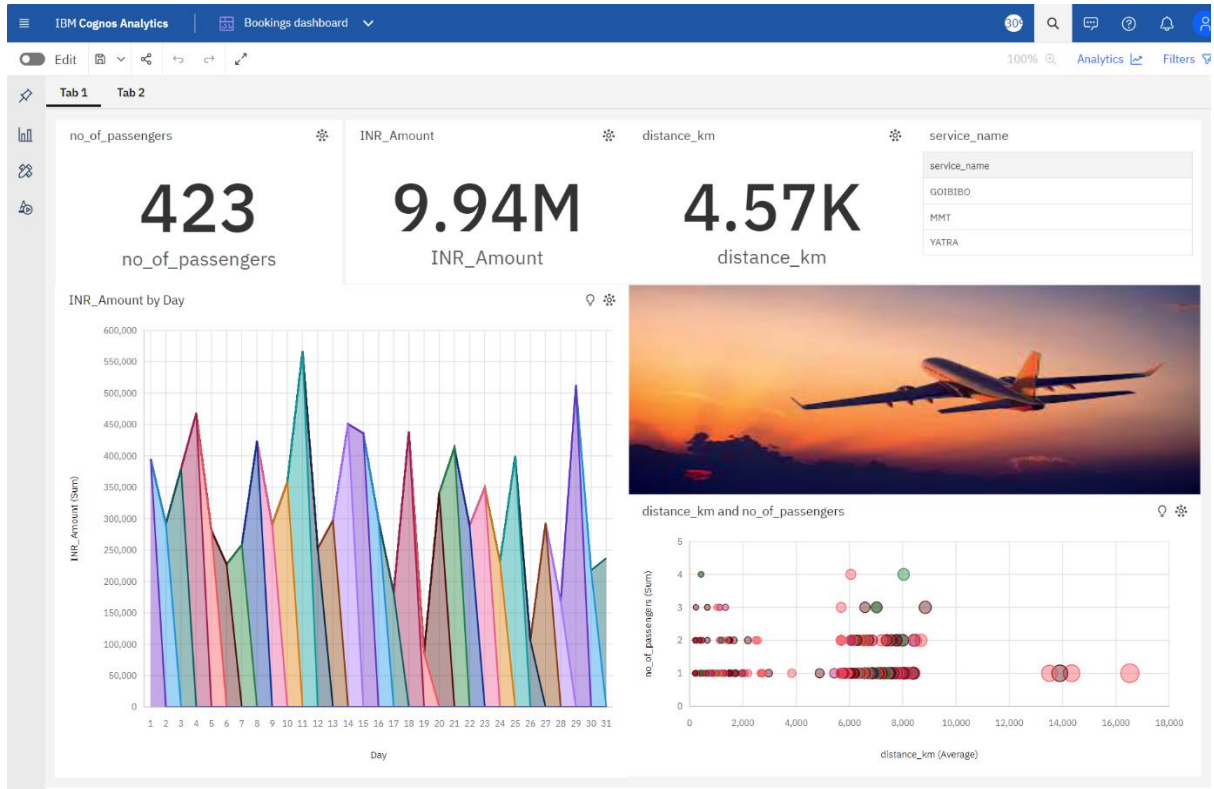 IBM Cognos Analytics
Bookings dashboard
Edit
100%
Analytics
Filters
Tab 1 Tab 2
no_of_passengers
423
no_of_passengers
INR_Amount
9.94M
INR_Amount
distance_km
4.57K
distance_km
service_name
service_name
GOIBIBO
MMT
YATRA
INR_Amount by Day
INR_Amount (Sum)
600,000
550,000
500,000
450,000
400,000
350,000
300,000
250,000
200,000
150,000
100,000
50,000
0
1 2 3 4 5 6 7 8 9 10 11 12 13 14 15 16 17 18 19 20 21 22 23 24 25 26 27 28 29 30 31
Day
distance_km and no_of_passengers
no_of_passengers (Sum)
5
4
3
2
1
0
0 2,000 4,000 6,000 8,000 10,000 12,000 14,000 16,000 18,000
distance_km (Average)